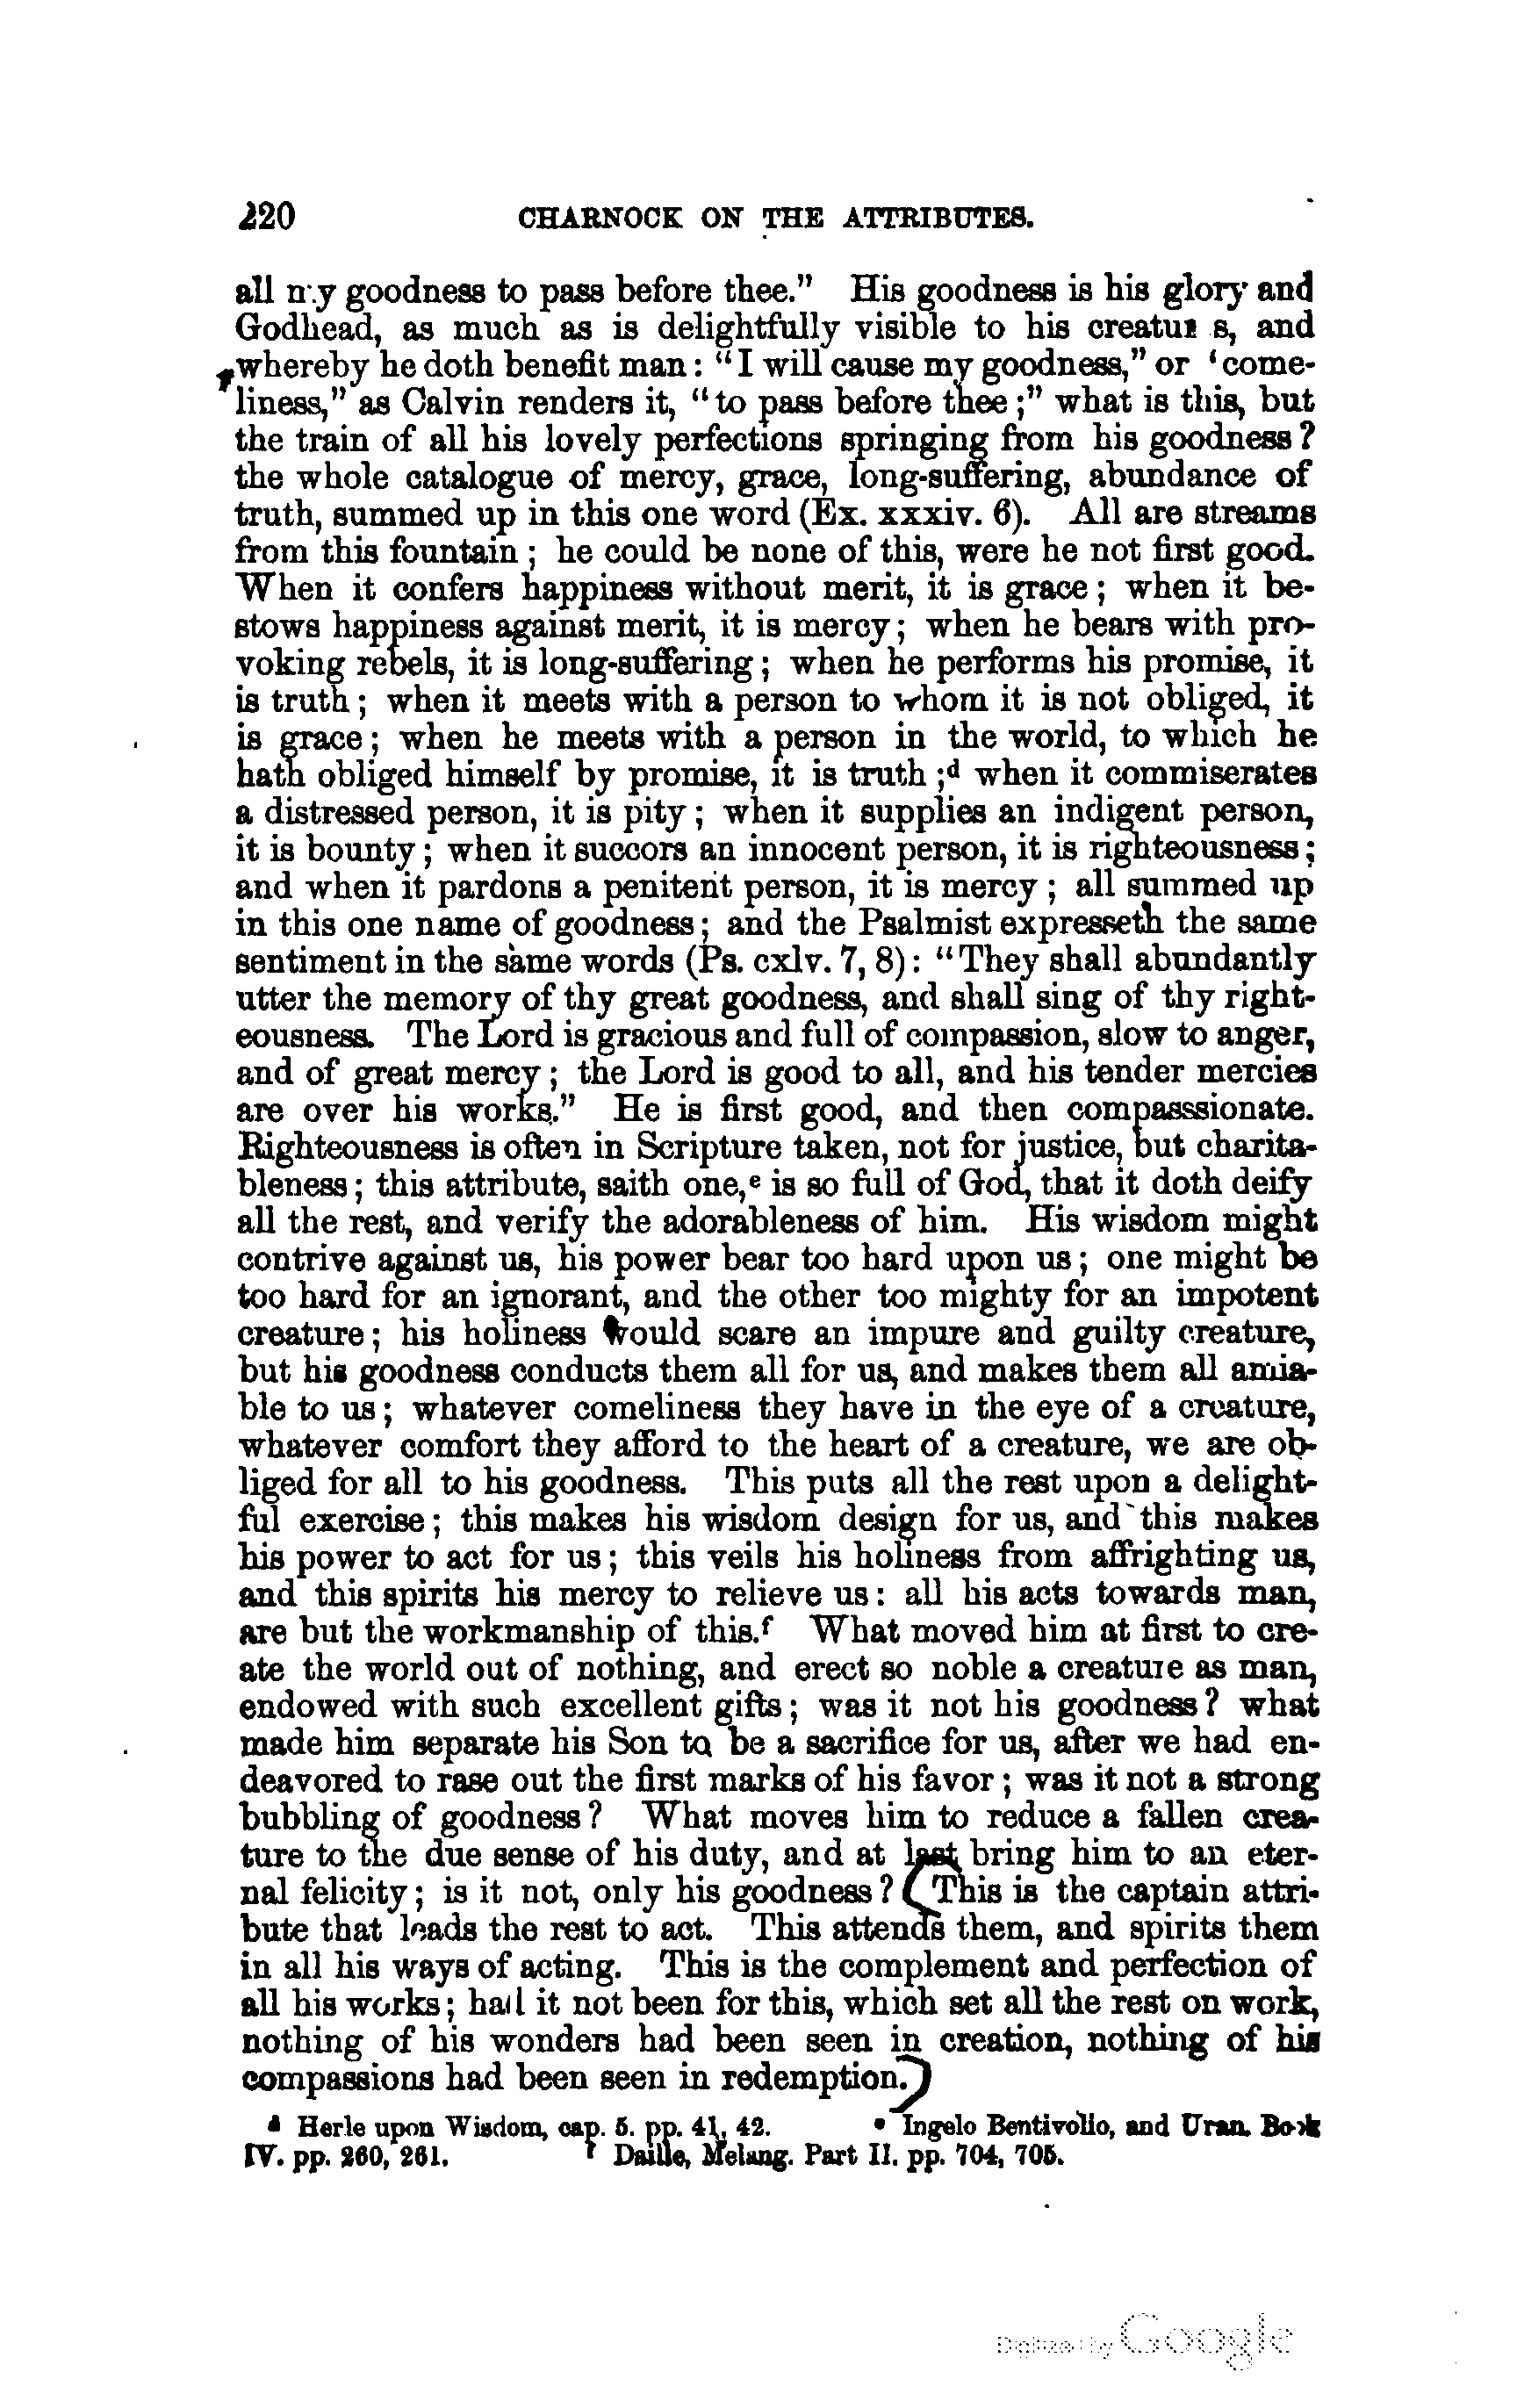 220 CHARNOCK ON THE ATTRIBUTES.
all my goodness to pass before thee." His goodness is his glory and
Godhead, as much as is delightfully visible to his creatures, and
whereby he doth benefit man: "I will cause my goodness," or 'come-
liness," as Calvin renders it, "to pass before thee;" what is this, but
the train of all his lovely perfections springing from his goodness?
the whole catalogue of mercy, grace, long-suffering, abundance of
truth, summed up in this one word (Ex. xxxiv. 6). All are streams
from this fountain; he could be none of this, were he not first good.
When it confers happiness without merit, it is grace; when it be-
stows happiness against merit, it is mercy; when he bears with pro-
voking rebels, it is long-suffering; when he performs his promise, it
is truth; when it meets with a person to whom it is not obliged, it
is grace; when he meets with a person in the world, to which he
hath obliged himself by promise, it is truth;d when it commiserates
a distressed person, it is pity; when it supplies an indigent person,
it is bounty; when it succors an innocent person, it is righteousness;
and when it pardons a penitent person, it is mercy; all summed up
in this one name of goodness; and the Psalmist expresseth the same
sentiment in the same words (Ps. cxlv. 7, 8): "They shall abundantly
utter the memory of thy great goodness, and shall sing of thy right-
eousness. The Lord is gracious and full of compassion, slow to anger,
and of great mercy; the Lord is good to all, and his tender mercies
are over his works." He is first good, and then compasssionate.
Righteousness is often in Scripture taken, not for justice, but charita-
bleness; this attribute, saith one,e is so full of God, that it doth deify
all the rest, and verify the adorableness of him. His wisdom might
contrive against us, his power bear too hard upon us; one might be
too hard for an ignorant, and the other too mighty for an impotent
creature; his holiness would scare an impure and guilty creature,
but his goodness conducts them all for us, and makes them all amia-
ble to us; whatever comeliness they have in the eye of a creature,
whatever comfort they afford to the heart of a creature, we are ob-
liged for all to his goodness. This puts all the rest upon a delight-
ful exercise; this makes his wisdom design for us, and this makes
his power to act for us; this veils his holiness from affrighting us,
and this spirits his mercy to relieve us: all his acts towards man,
are but the workmanship of this.f What moved him at first to cre-
ate the world out of nothing, and erect so noble a creature as man,
endowed with such excellent gifts; was it not his goodness? what
made him separate his Son to be a sacrifice for us, after we had en-
deavored to rase out the first marks of his favor; was it not a strong
bubbling of goodness? What moves him to reduce a fallen crea-
ture to the due sense of his duty, and at last bring him to an eter-
nal felicity; is it not, only his goodness? (This is the captain attri-
bute that leads the rest to act. This attends them, and spirits them
in all his ways of acting. This is the complement and perfection of
all his works; had it not been for this, which set all the rest on work,
nothing of his wonders had been seen in creation, nothing of his
compassions had been seen in redemption.)
d Herle upon Wisdom, cap. 5. pp. 41, 42. e Ingelo Bentivolio, and Uran. Book
IV. pp. 260, 261. f Daille, Melang. Part II. pp. 704, 705.
Digitized by Google